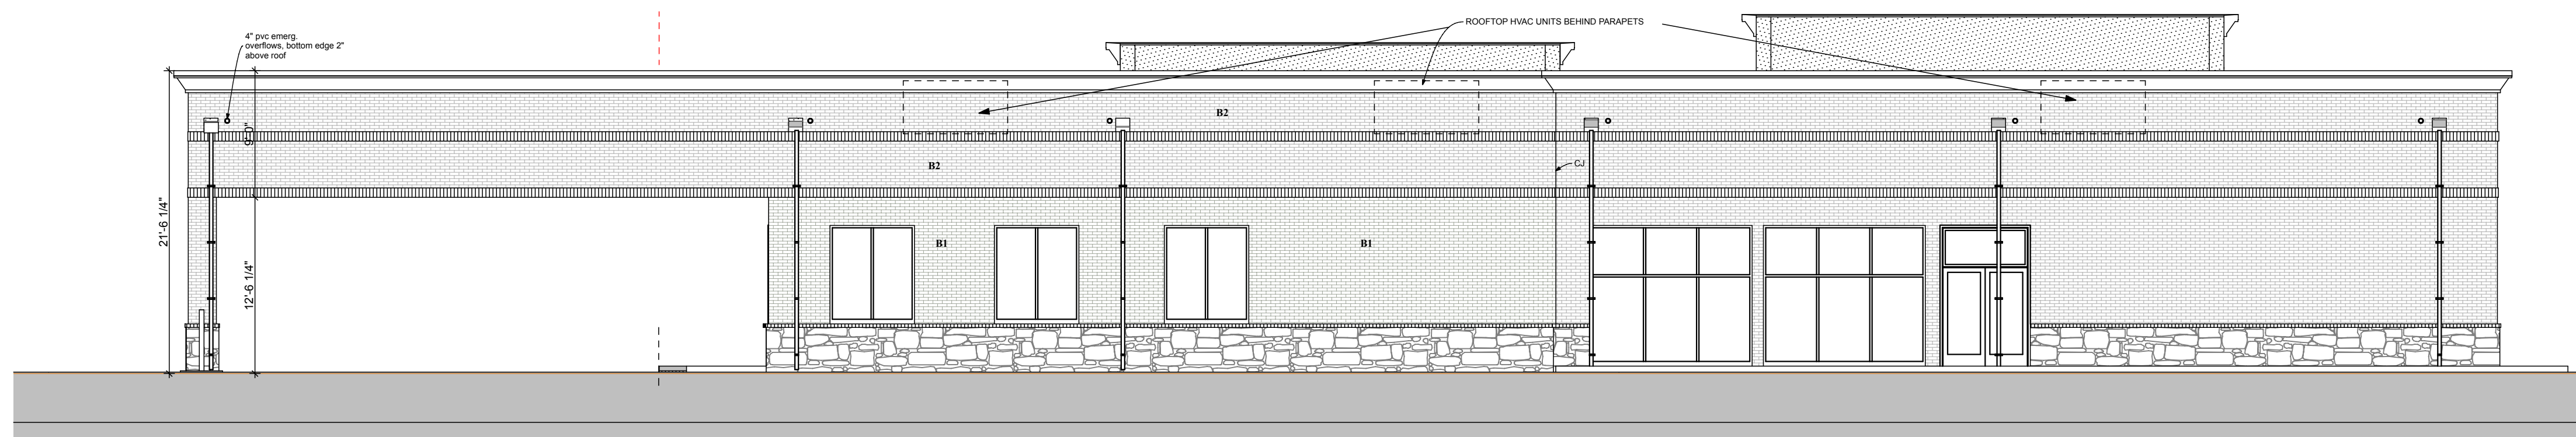 4" pvc emerg.
overflows, bottom edge 2"
above roof
ROOFTOP HVAC UNITS BEHIND PARAPETS
B2
9'-0"
B2
CJ
21'-6 1/4"
B1
B1
12'-6 1/4"